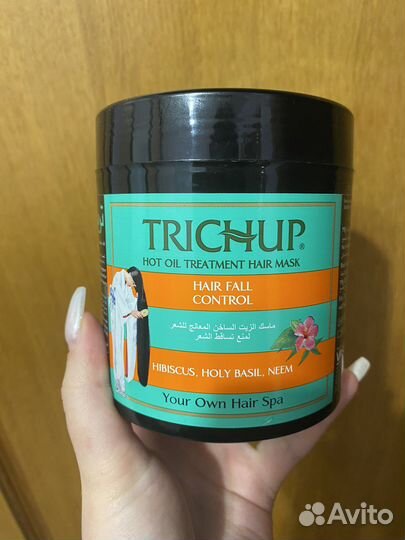 TRICHUP®
HOT OIL TREATMENT HAIR MASK
HAIR FALL
CONTROL
ماسك الزيت الساخن المعالج للشعر
لمنع تساقط الشعر
HIBISCUS, HOLY BASIL, NEEM
Your Own Hair Spa
Avito